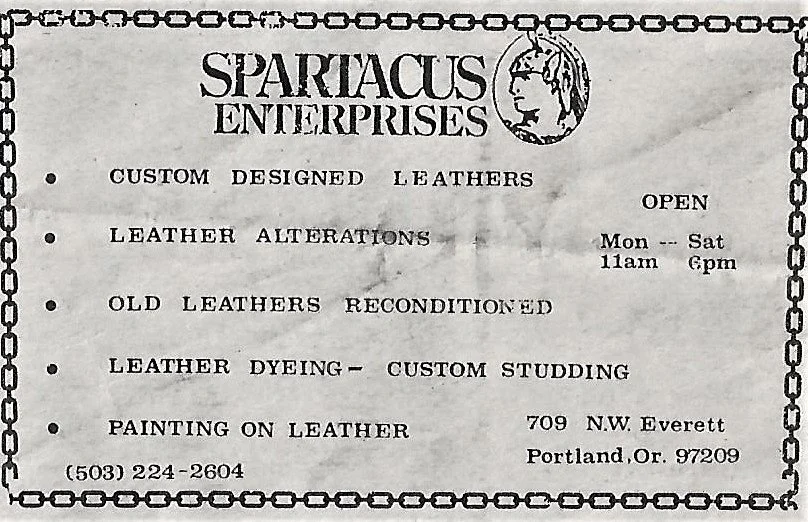 SPARTACUS
ENTERPRISES
• CUSTOM DESIGNED LEATHERS
OPEN
• LEATHER ALTERATIONS
Mon -- Sat
11am 6pm
• OLD LEATHERS RECONDITIONED
• LEATHER DYEING - CUSTOM STUDDING
• PAINTING ON LEATHER
709 N.W. Everett
Portland, Or. 97209
(503) 224-2604